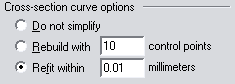 Cross-section curve options
Do not simplify
Rebuild with 10 control points
Refit within 0.01 millimeters